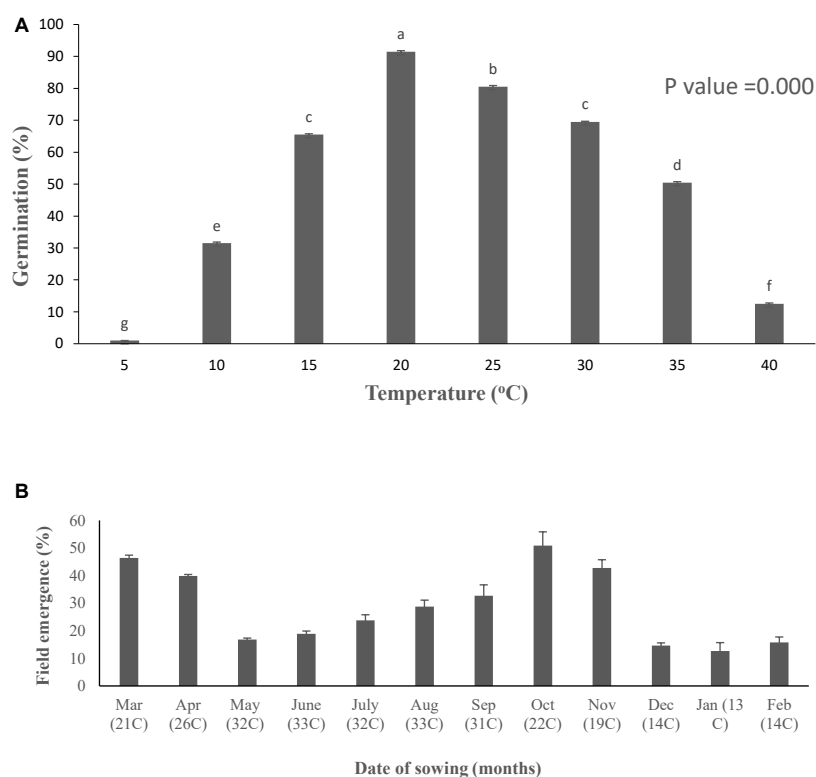 A
100
90
80
70
60
50
40
30
20
10
0
Germination (%)
g
e
c
a
b
c
d
f
P value =0.000
5 10 15 20 25 30 35 40
Temperature (°C)
B
60
50
40
30
20
10
0
Field emergence (%)
Mar Apr May June July Aug Sep Oct Nov Dec Jan (13 Feb
(21C) (26C) (32C) (33C) (32C) (33C) (31C) (22C) (19C) (14C) C) (14C)
Date of sowing (months)